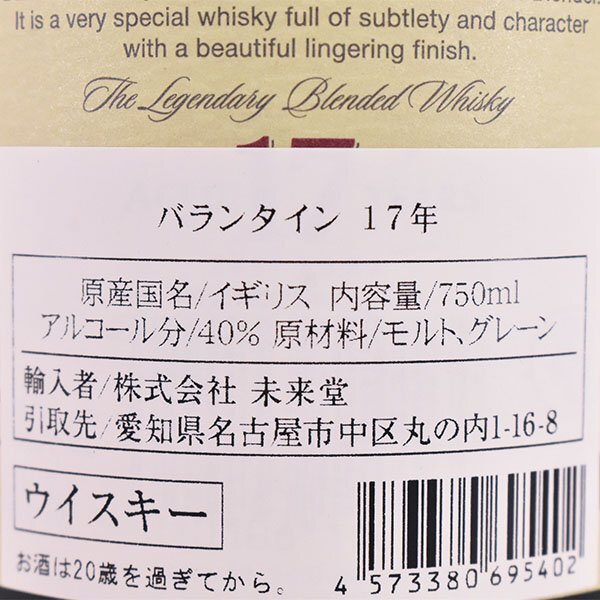 It is a very special whisky full of subtlety and character
with a beautiful lingering finish.
The Legendary Blended Whisky
17
バランタイン 17年
原産国名/イギリス 内容量/750ml
アルコール分/40% 原材料/モルト、グレーン
輸入者/株式会社 未来堂
引取先/愛知県名古屋市中区丸の内1-16-8
ウイスキー
お酒は20歳を過ぎてから。
4 573380 695402